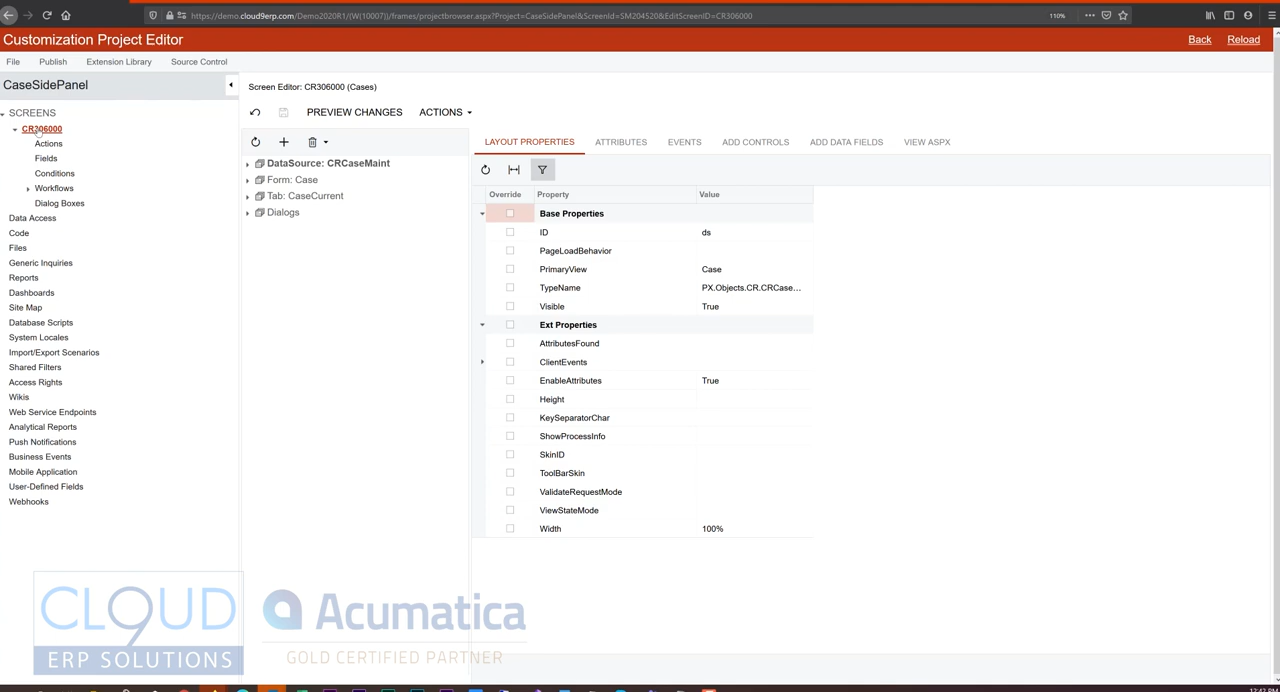 https://demo.cloud9erp.com/Demo2020R1/(W(10007))/frames/projectbrowser.aspx?Project=CaseSidePanel&ScreenId=SM204520&EditScreenID=CR306000
110%
Customization Project Editor
Back
Reload
File
Publish
Extension Library
Source Control
CaseSidePanel
Screen Editor: CR306000 (Cases)
PREVIEW CHANGES
ACTIONS
SCREENS
CR306000
Actions
Fields
Conditions
Workflows
Dialog Boxes
Data Access
Code
Files
Generic Inquiries
Reports
Dashboards
Site Map
Database Scripts
System Locales
Import/Export Scenarios
Shared Filters
Access Rights
Wikis
Web Service Endpoints
Analytical Reports
Push Notifications
Business Events
Mobile Application
User-Defined Fields
Webhooks
DataSource: CRCaseMaint
Form: Case
Tab: CaseCurrent
Dialogs
LAYOUT PROPERTIES
ATTRIBUTES
EVENTS
ADD CONTROLS
ADD DATA FIELDS
VIEW ASPX
Override Property Value
Base Properties
ID ds
PageLoadBehavior
PrimaryView Case
TypeName PX.Objects.CR.CRCase...
Visible True
Ext Properties
AttributesFound
ClientEvents
EnableAttributes True
Height
KeySeparatorChar
ShowProcessInfo
SkinID
ToolBarSkin
ValidateRequestMode
ViewStateMode
Width 100%
CLOUD
9
ERP SOLUTIONS
Acumatica
GOLD CERTIFIED PARTNER